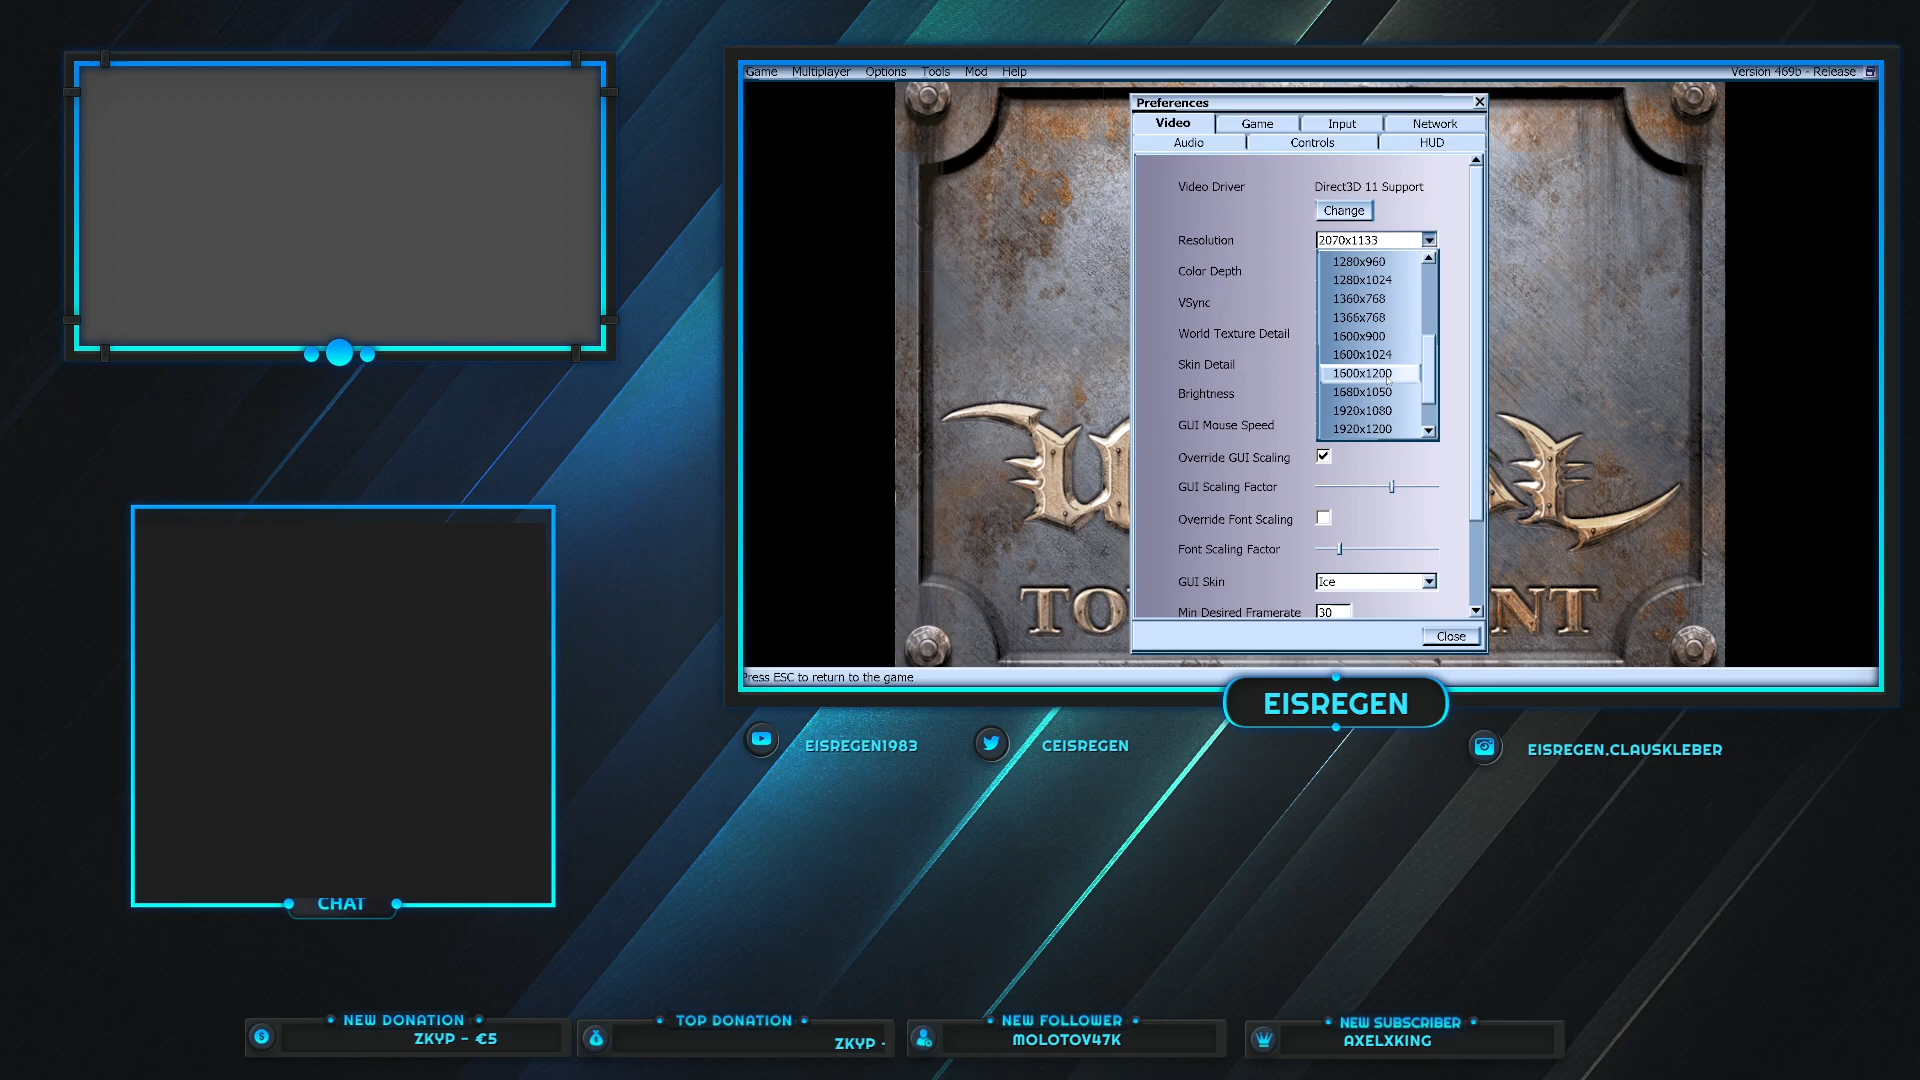 Game Multiplayer Options Tools Mod Help Version 469b - Release
Preferences
Video Game Input Network
Audio Controls HUD
Video Driver Direct3D 11 Support
Change
Resolution 2070x1133
1280x960
Color Depth
1280x1024
1360x768
VSync
1366x768
World Texture Detail
1600x900
1600x1024
Skin Detail
1600x1200
Brightness
1680x1050
1920x1080
GUI Mouse Speed
1920x1200
Override GUI Scaling
GUI Scaling Factor
Override Font Scaling
Font Scaling Factor
GUI Skin Ice
Min Desired Framerate 30
Close
Press ESC to return to the game
EISREGEN
EISREGEN1983
CEISREGEN
EISREGEN.CLAUSKLEBER
CHAT
NEW DONATION
ZKYP - €5
TOP DONATION
ZKYP -
NEW FOLLOWER
MOLOTOV47K
NEW SUBSCRIBER
AXELXKING